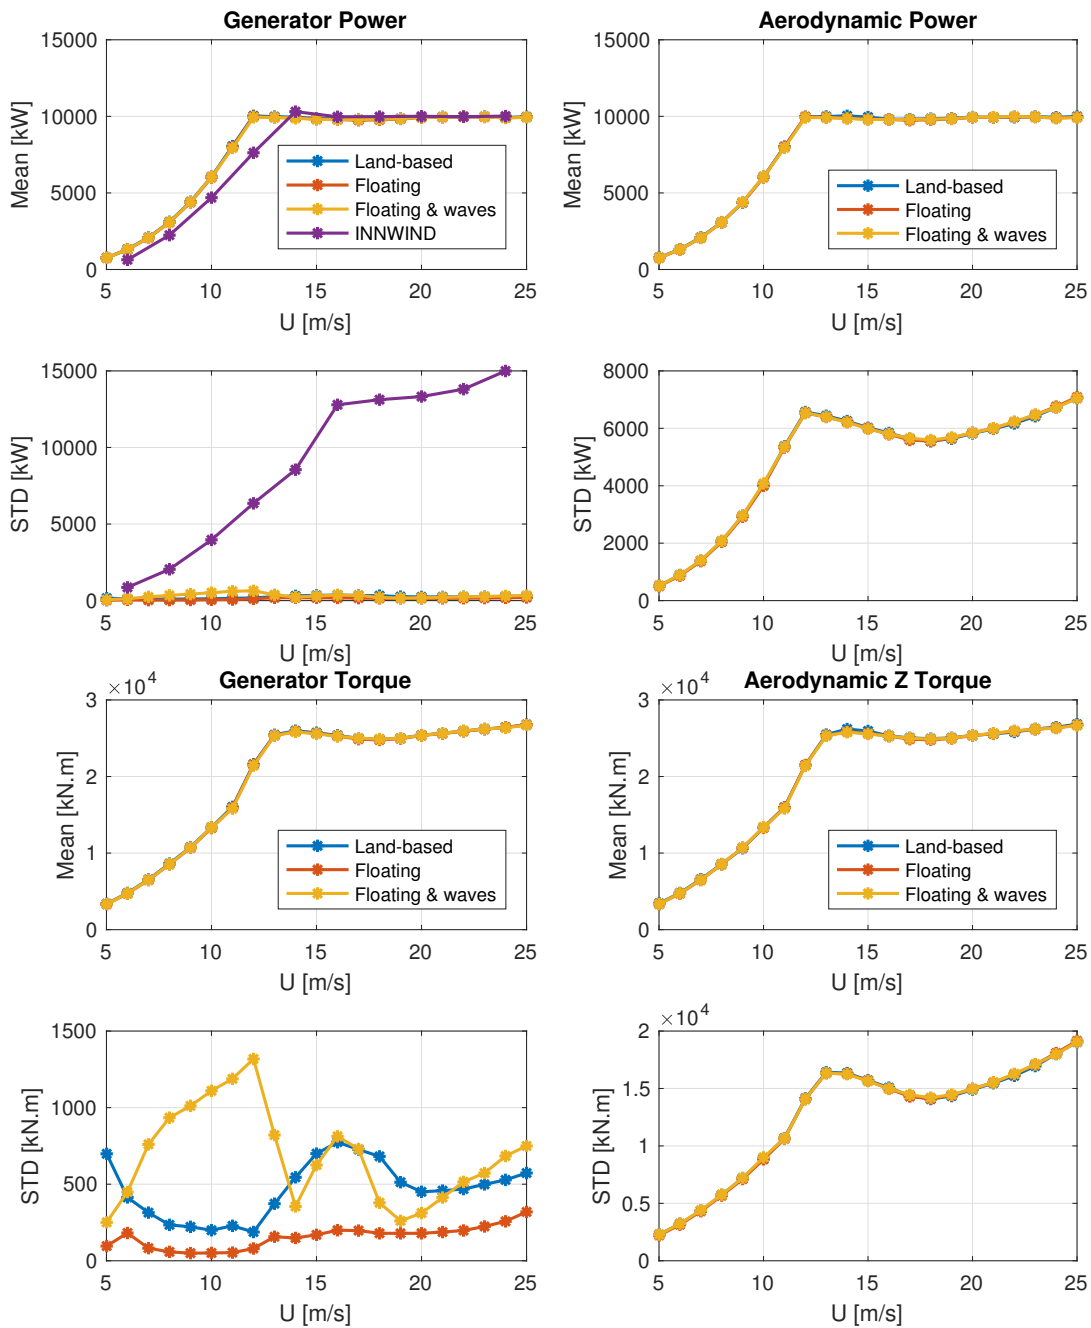 Generator Power
15000
10000
5000
0
Mean [kW]
Land-based
Floating
Floating & waves
INNWIND
5 10 15 20 25
U [m/s]
Aerodynamic Power
15000
10000
5000
0
Mean [kW]
Land-based
Floating
Floating & waves
5 10 15 20 25
U [m/s]
15000
10000
5000
0
STD [kW]
5 10 15 20 25
U [m/s]
8000
6000
4000
2000
0
STD [kW]
5 10 15 20 25
U [m/s]
Generator Torque
×10⁴
3
2
1
0
Mean [kN.m]
Land-based
Floating
Floating & waves
5 10 15 20 25
U [m/s]
Aerodynamic Z Torque
×10⁴
3
2
1
0
Mean [kN.m]
Land-based
Floating
Floating & waves
5 10 15 20 25
U [m/s]
1500
1000
500
0
STD [kN.m]
5 10 15 20 25
U [m/s]
×10⁴
2
1.5
1
0.5
0
STD [kN.m]
5 10 15 20 25
U [m/s]